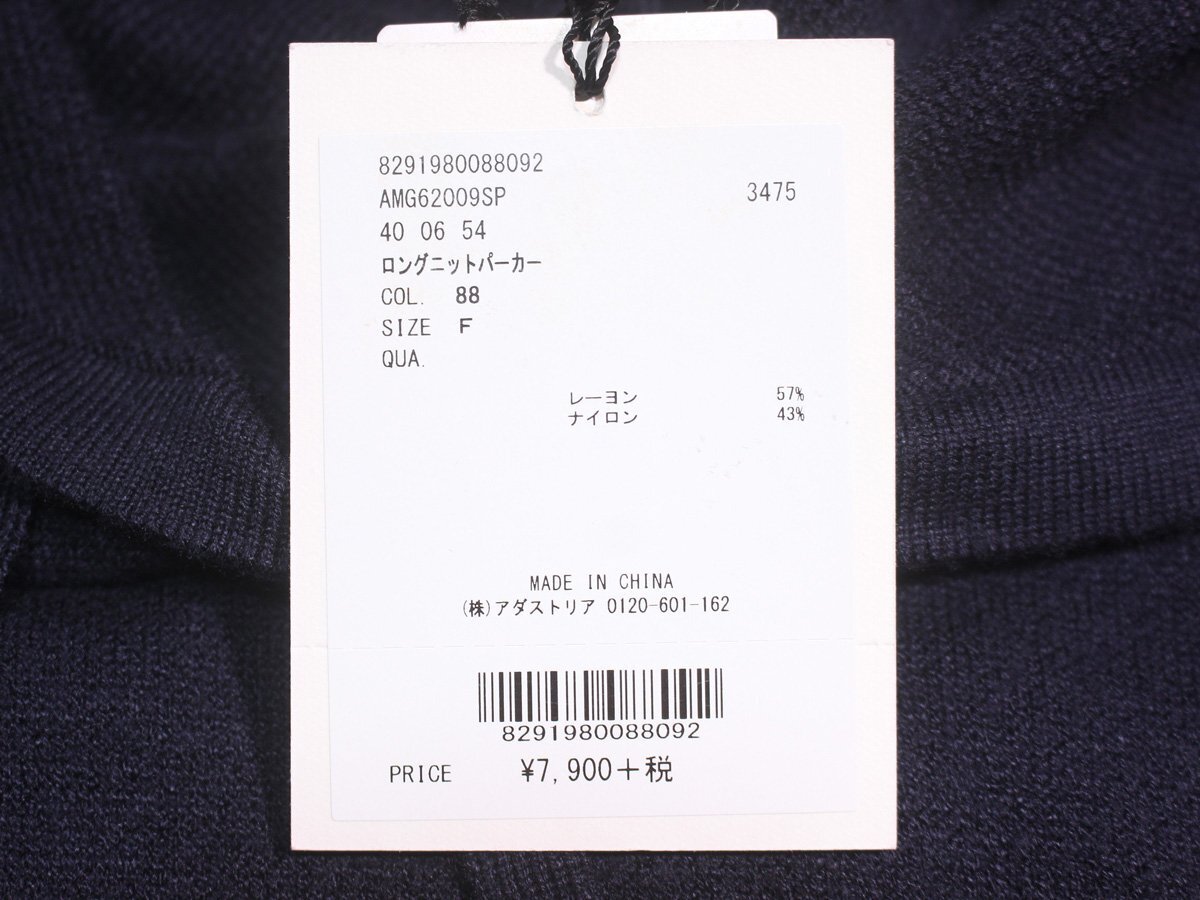 8291980088092
AMG62009SP 3475
40 06 54
ロングニットパーカー
COL. 88
SIZE F
QUA.
レーヨン 57%
ナイロン 43%
MADE IN CHINA
(株)アダストリア 0120-601-162
8291980088092
PRICE ¥7,900+税